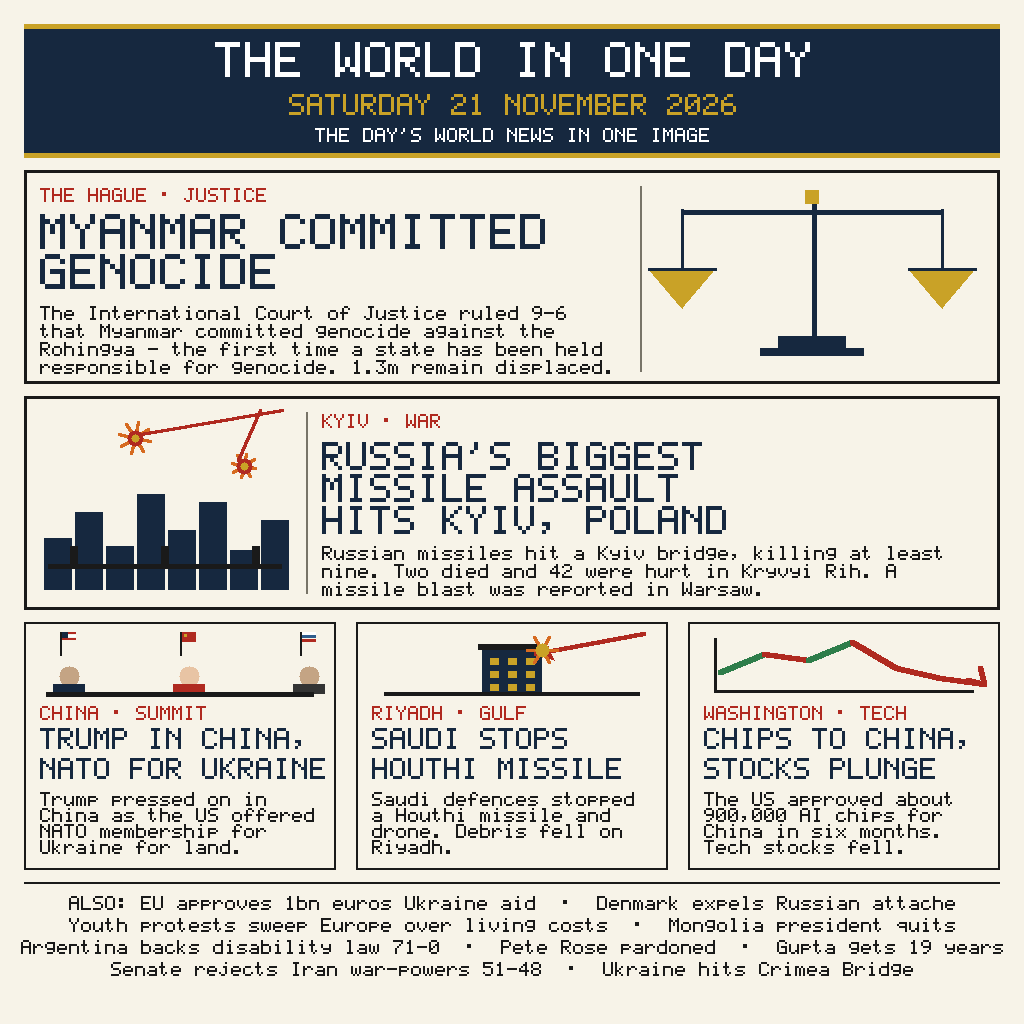 THE WORLD IN ONE DAY
SATURDAY 21 NOVEMBER 2026
THE DAY'S WORLD NEWS IN ONE IMAGE
THE HAGUE · JUSTICE
MYANMAR COMMITTED
GENOCIDE
The International Court of Justice ruled 9-6
that Myanmar committed genocide against the
Rohingya - the first time a state has been held
responsible for genocide. 1.3m remain displaced.
KYIV · WAR
RUSSIA'S BIGGEST
MISSILE ASSAULT
HITS KYIV, POLAND
Russian missiles hit a Kyiv bridge, killing at least
nine. Two died and 42 were hurt in Kryvyi Rih. A
missile blast was reported in Warsaw.
CHINA · SUMMIT
TRUMP IN CHINA,
NATO FOR UKRAINE
Trump pressed on in
China as the US offered
NATO membership for
Ukraine for land.
RIYADH · GULF
SAUDI STOPS
HOUTHI MISSILE
Saudi defences stopped
a Houthi missile and
drone. Debris fell on
Riyadh.
WASHINGTON · TECH
CHIPS TO CHINA,
STOCKS PLUNGE
The US approved about
900,000 AI chips for
China in six months.
Tech stocks fell.
ALSO: EU approves 1bn euros Ukraine aid · Denmark expels Russian attache
Youth protests sweep Europe over living costs · Mongolia president quits
Argentina backs disability law 71-0 · Pete Rose pardoned · Gupta gets 19 years
Senate rejects Iran war-powers 51-48 · Ukraine hits Crimea Bridge